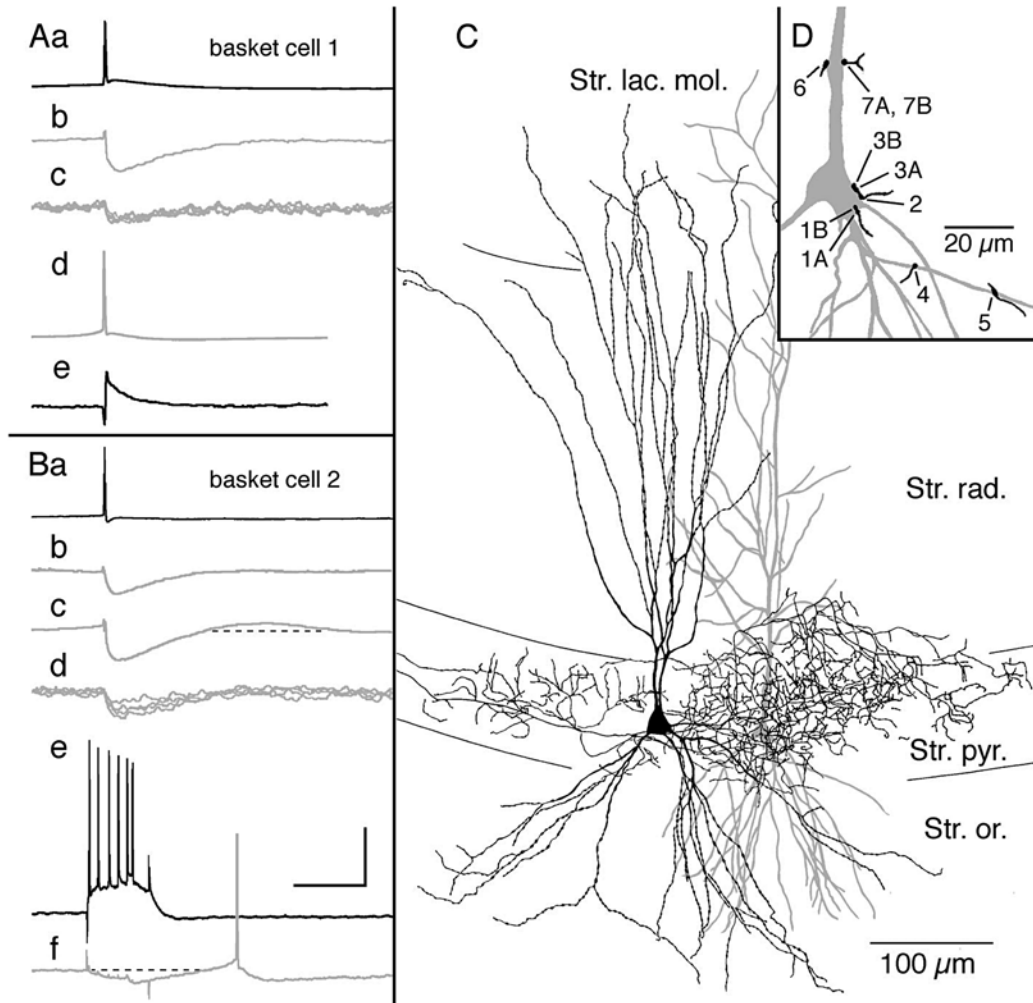 Aa
basket cell 1
b
c
d
e
Ba
basket cell 2
b
c
d
e
f
C
Str. lac. mol.
Str. rad.
Str. pyr.
Str. or.
100 µm
D
6
7A, 7B
3B
3A
2
1B
1A
20 µm
4
5